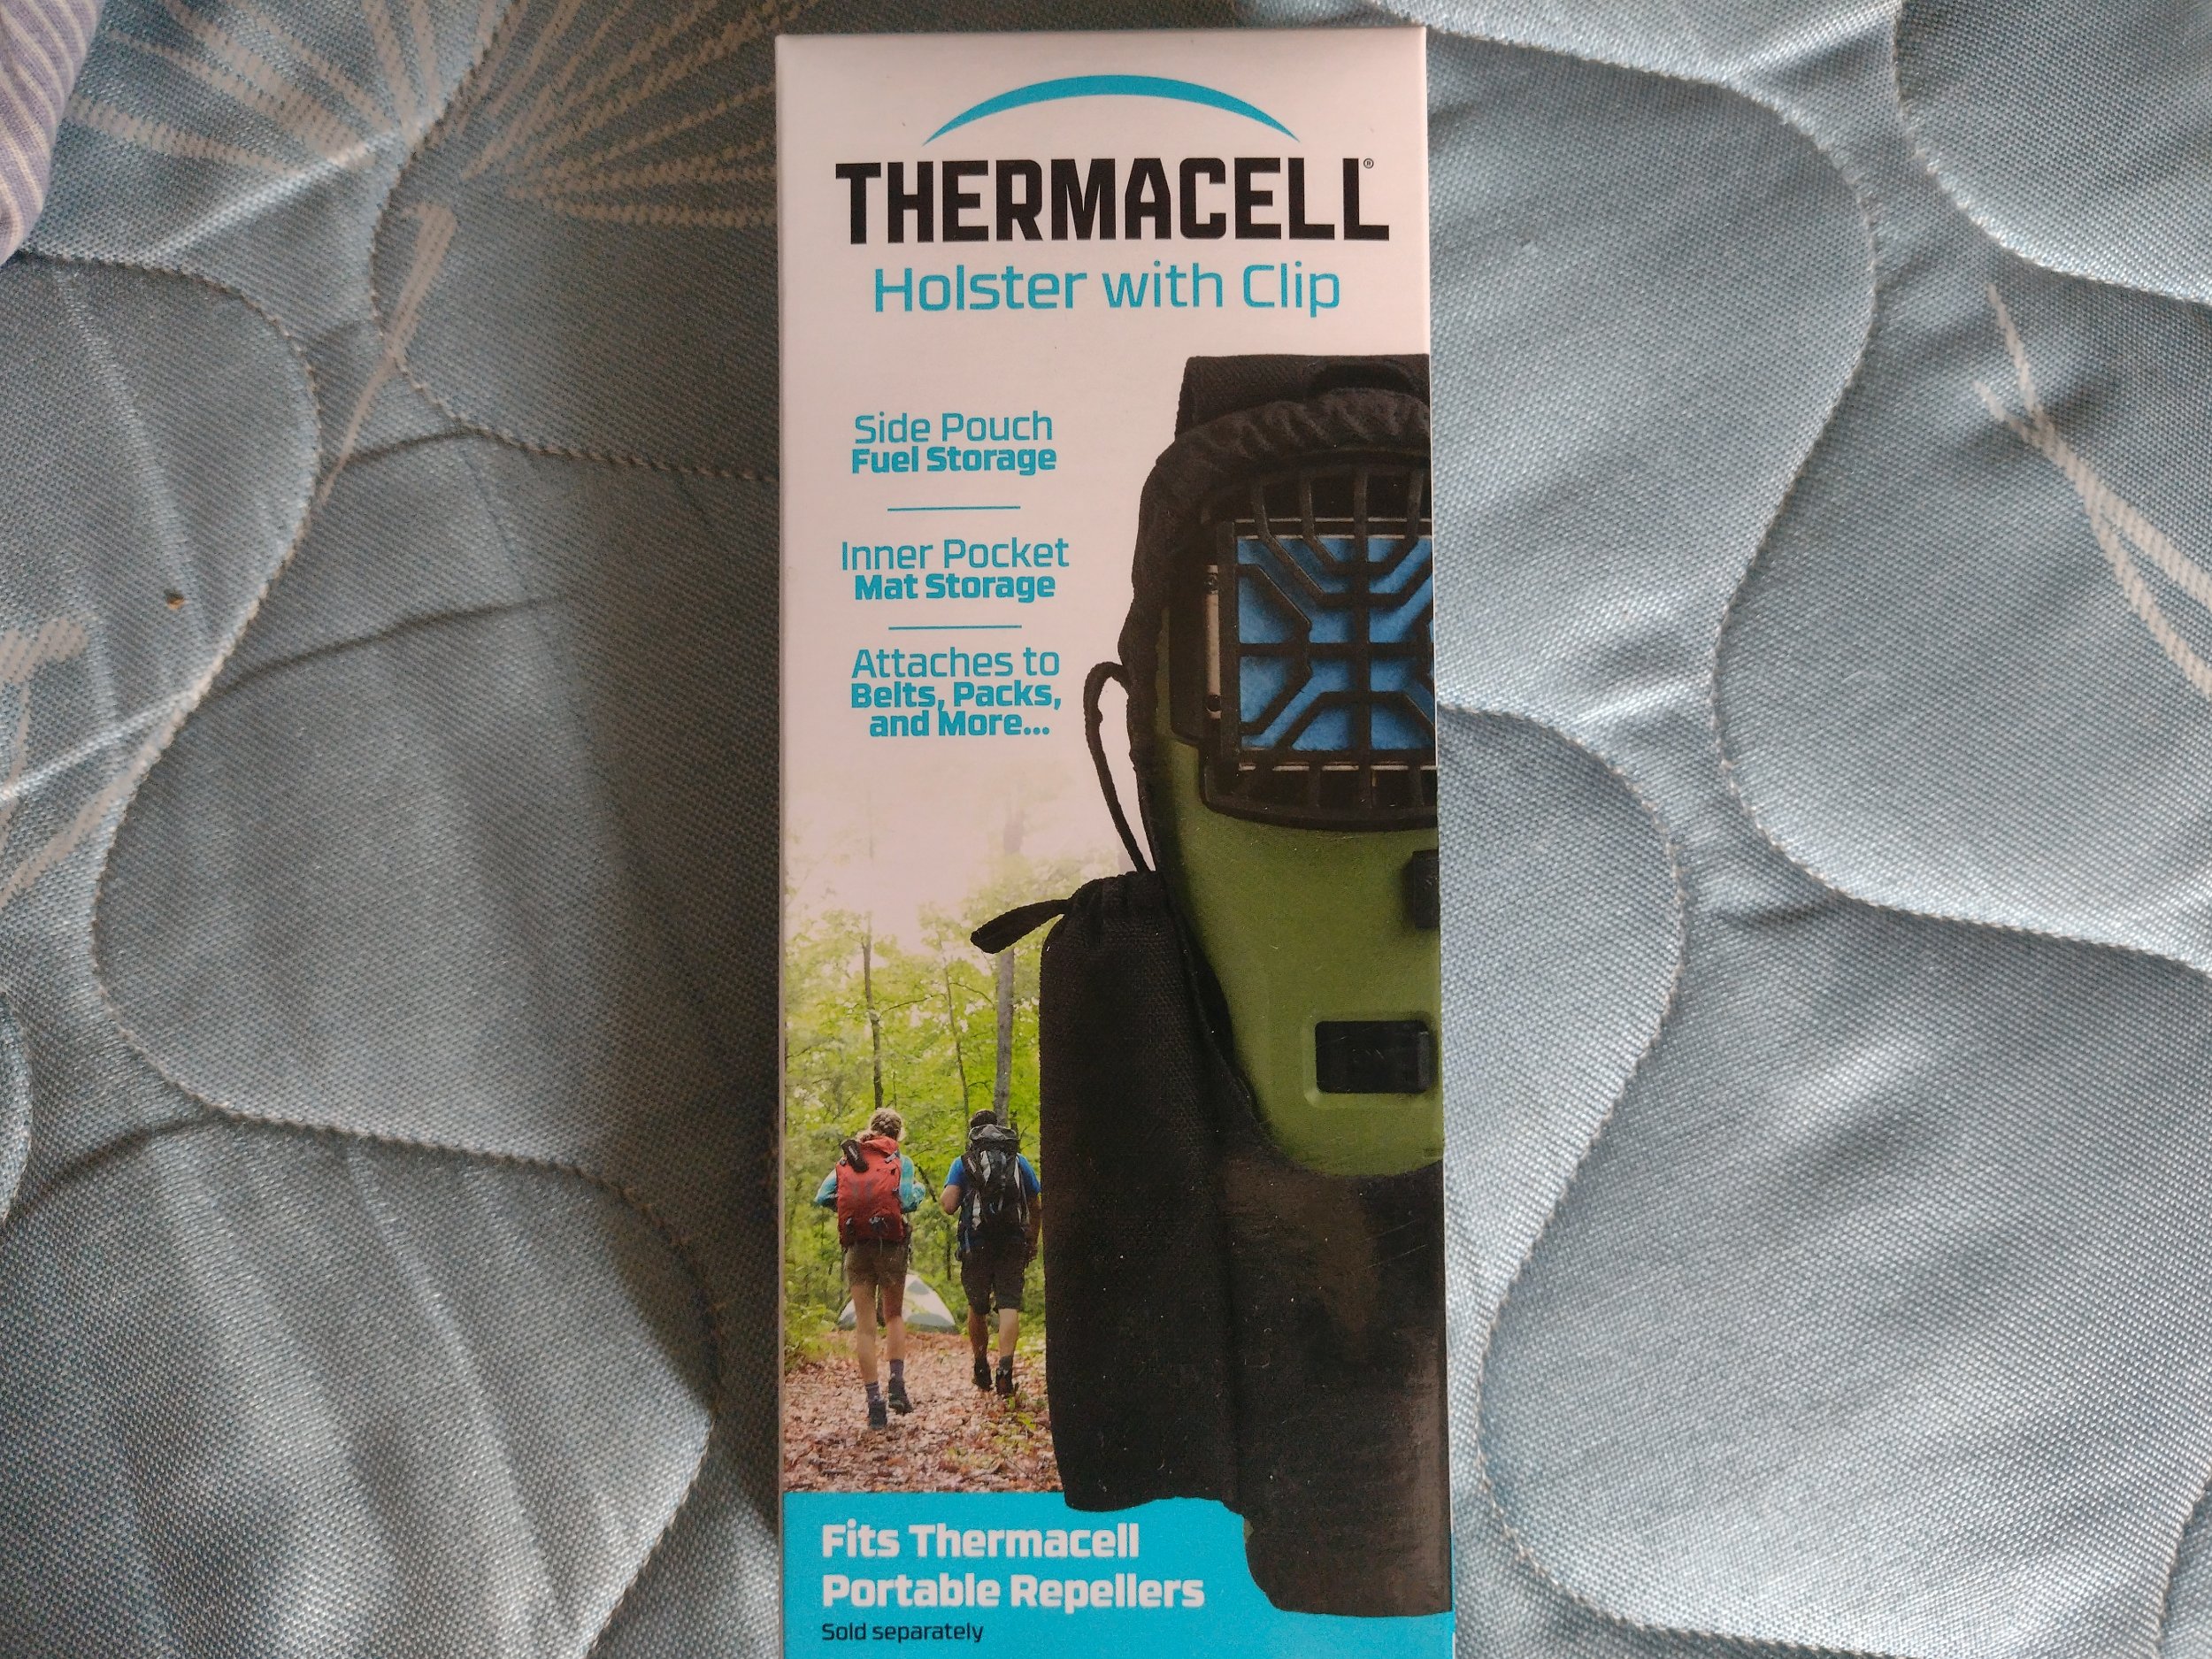 THERMACELL®
Holster with Clip
Side Pouch
Fuel Storage
Inner Pocket
Mat Storage
Attaches to
Belts, Packs,
and More...
Fits Thermacell
Portable Repellers
Sold separately